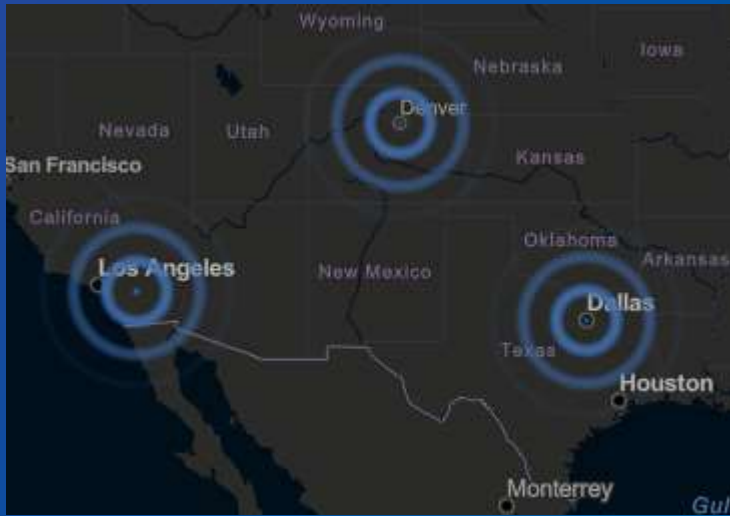 Wyoming
Iowa
Nebraska
Denver
Nevada
Utah
San Francisco
Kansas
California
Oklahoma
Arkansas
Los Angeles
New Mexico
Dallas
Texas
Houston
Monterrey
Gul